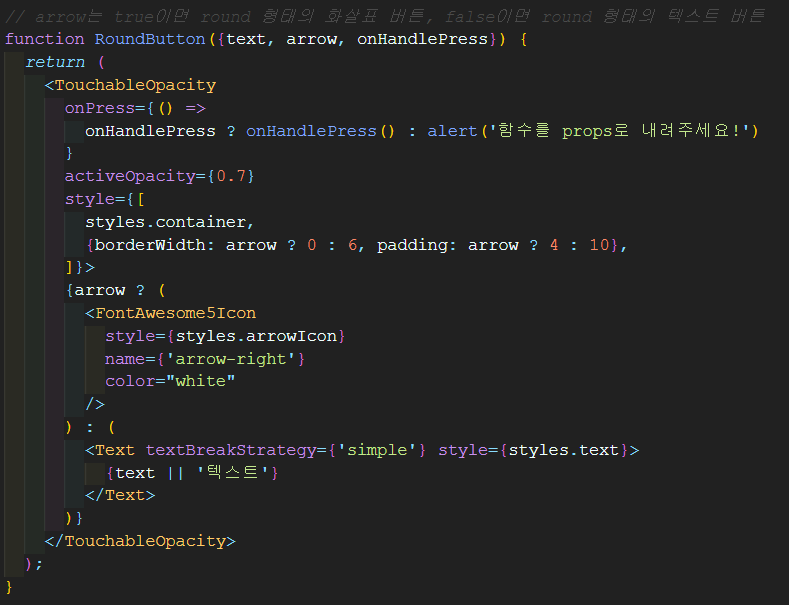 // arrow는 true이면 round 형태의 화살표 버튼, false이면 round 형태의 텍스트 버튼
function RoundButton({text, arrow, onHandlePress}) {
  return (
    <TouchableOpacity
      onPress={() =>
        onHandlePress ? onHandlePress() : alert('함수를 props로 내려주세요!')
      }
      activeOpacity={0.7}
      style={[
        styles.container,
        {borderWidth: arrow ? 0 : 6, padding: arrow ? 4 : 10},
      ]}>
      {arrow ? (
        <FontAwesome5Icon
          style={styles.arrowIcon}
          name={'arrow-right'}
          color="white"
        />
      ) : (
        <Text textBreakStrategy={'simple'} style={styles.text}>
          {text || '텍스트'}
        </Text>
      )}
    </TouchableOpacity>
  );
}